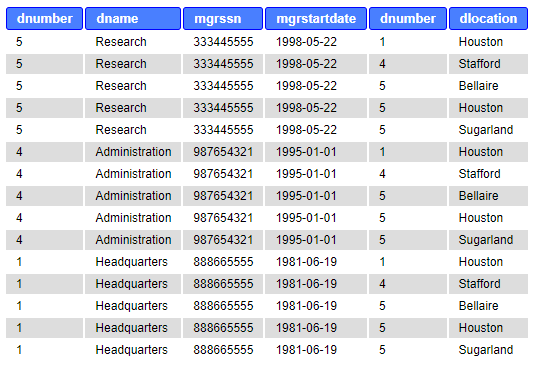 dnumber dname mgrssn mgrstartdate dnumber dlocation
5 Research 333445555 1998-05-22 1 Houston
5 Research 333445555 1998-05-22 4 Stafford
5 Research 333445555 1998-05-22 5 Bellaire
5 Research 333445555 1998-05-22 5 Houston
5 Research 333445555 1998-05-22 5 Sugarland
4 Administration 987654321 1995-01-01 1 Houston
4 Administration 987654321 1995-01-01 4 Stafford
4 Administration 987654321 1995-01-01 5 Bellaire
4 Administration 987654321 1995-01-01 5 Houston
4 Administration 987654321 1995-01-01 5 Sugarland
1 Headquarters 888665555 1981-06-19 1 Houston
1 Headquarters 888665555 1981-06-19 4 Stafford
1 Headquarters 888665555 1981-06-19 5 Bellaire
1 Headquarters 888665555 1981-06-19 5 Houston
1 Headquarters 888665555 1981-06-19 5 Sugarland